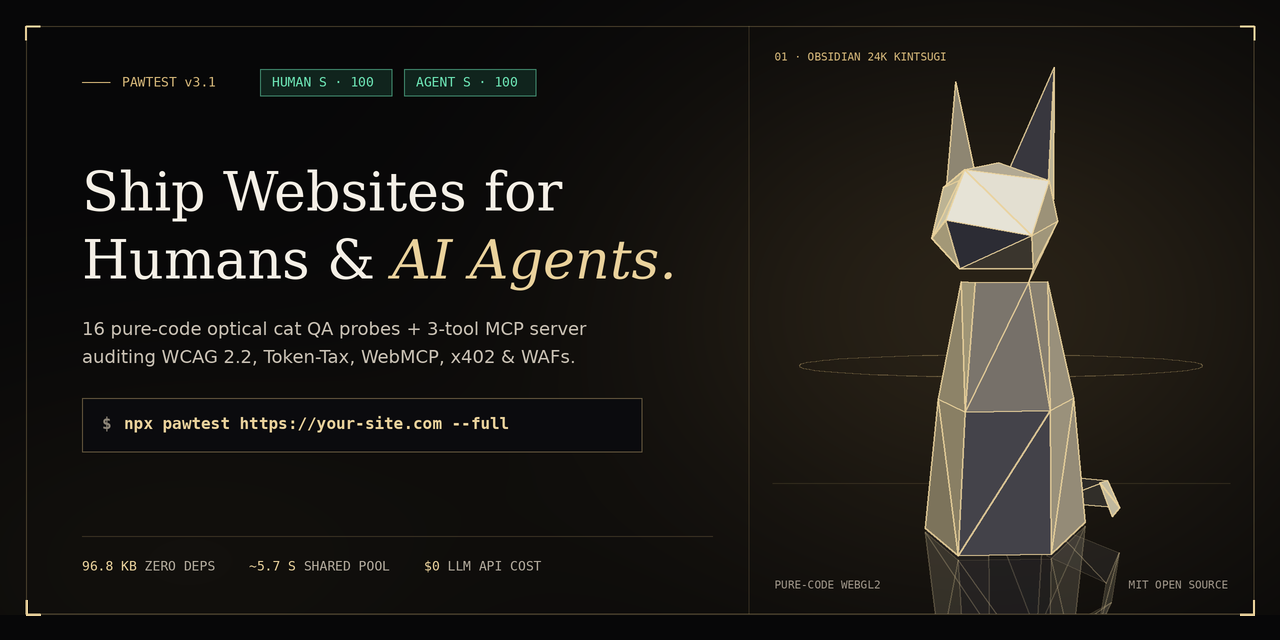 PAWTEST v3.1
HUMAN S · 100
AGENT S · 100
Ship Websites for
Humans & AI Agents.
16 pure-code optical cat QA probes + 3-tool MCP server
auditing WCAG 2.2, Token-Tax, WebMCP, x402 & WAFs.
$ npx pawtest https://your-site.com --full
96.8 KB ZERO DEPS
~5.7 S SHARED POOL
$0 LLM API COST
01 · OBSIDIAN 24K KINTSUGI
PURE-CODE WEBGL2
MIT OPEN SOURCE